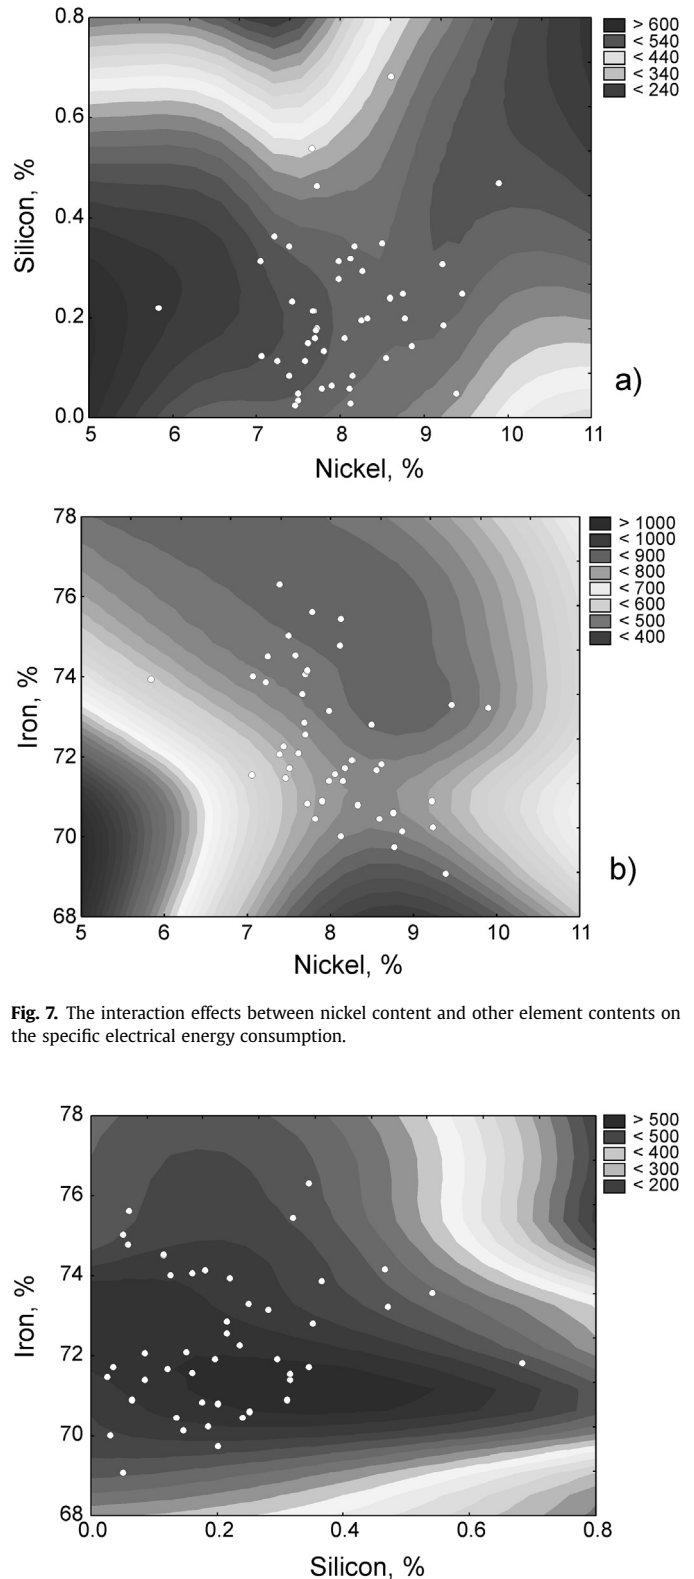 0.8
0.6
0.4
0.2
0.0
Silicon, %
5 6 7 8 9 10 11
Nickel, %
> 600
< 540
< 440
< 340
< 240
a)
78
76
74
72
70
68
Iron, %
5 6 7 8 9 10 11
Nickel, %
> 1000
< 1000
< 900
< 800
< 700
< 600
< 500
< 400
b)
Fig. 7. The interaction effects between nickel content and other element contents on
the specific electrical energy consumption.
78
76
74
72
70
68
Iron, %
0.0 0.2 0.4 0.6 0.8
Silicon, %
> 500
< 500
< 400
< 300
< 200